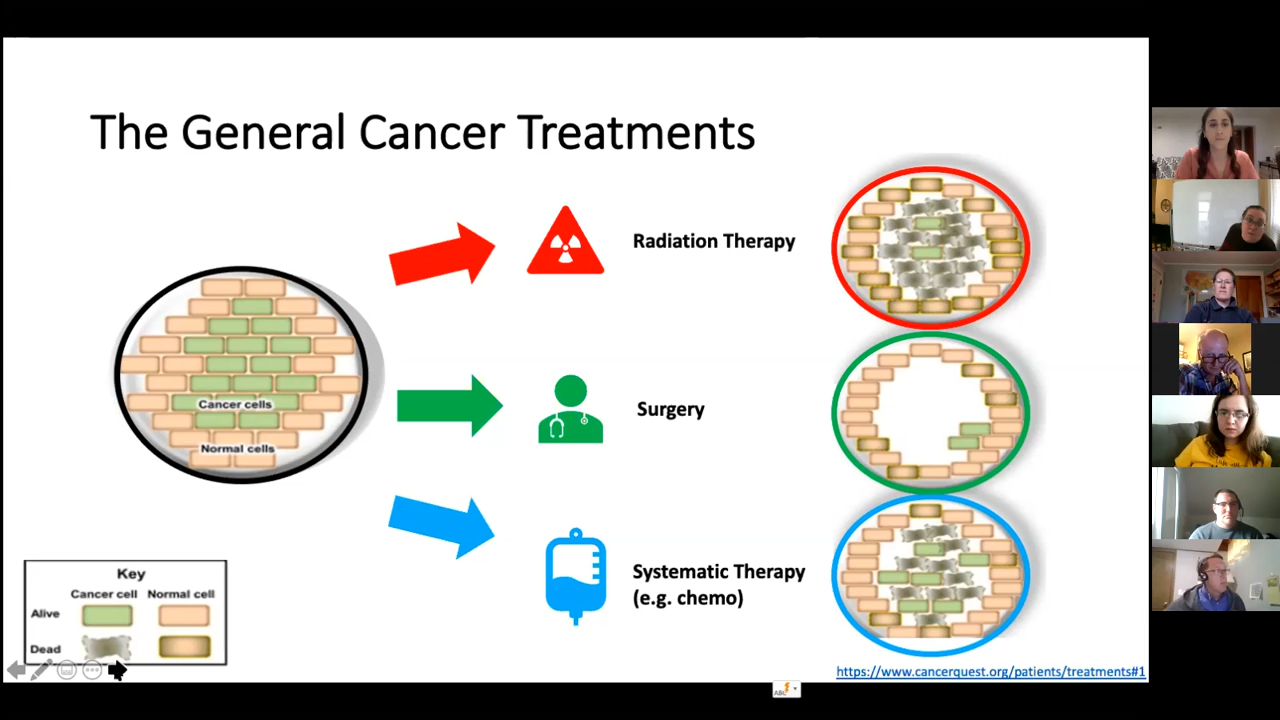 The General Cancer Treatments
Radiation Therapy
Cancer cells
Normal cells
Surgery
Systematic Therapy
(e.g. chemo)
Key
Cancer cell Normal cell
Alive
Dead
https://www.cancerquest.org/patients/treatments#1
ABC